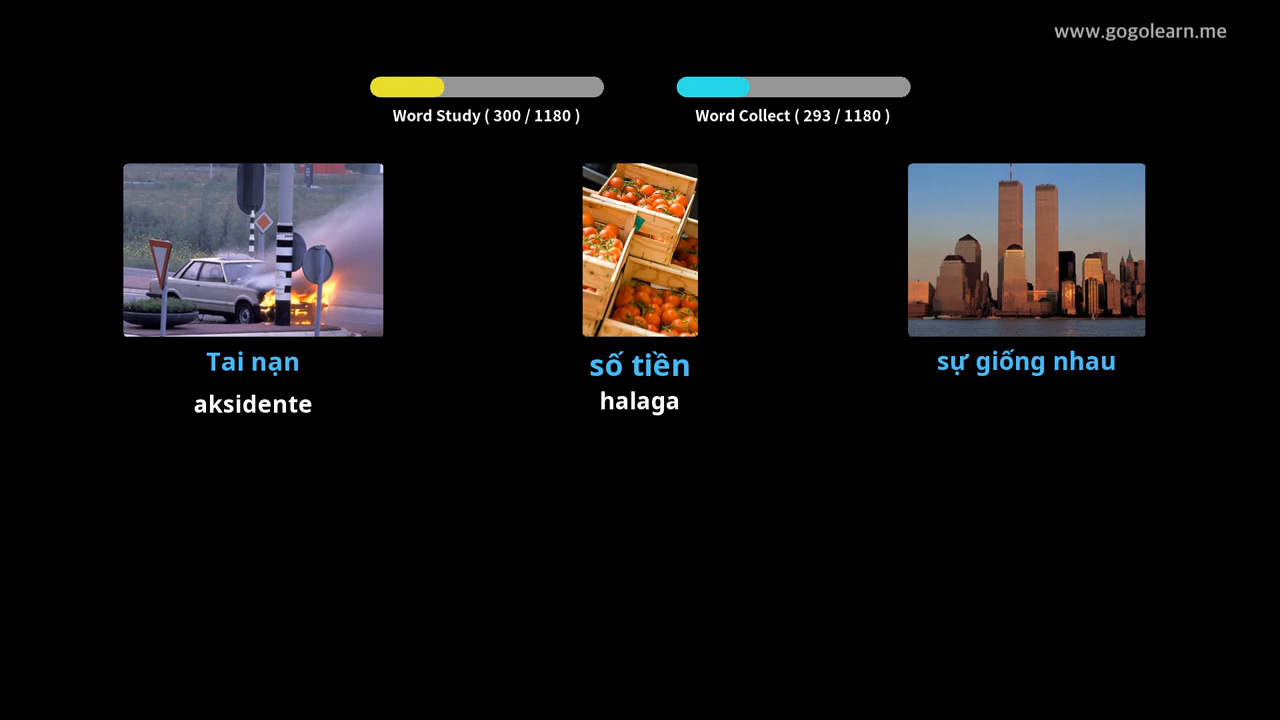 www.gogolearn.me
Word Study ( 300 / 1180 )
Word Collect ( 293 / 1180 )
Tai nạn
aksidente
số tiền
halaga
sự giống nhau